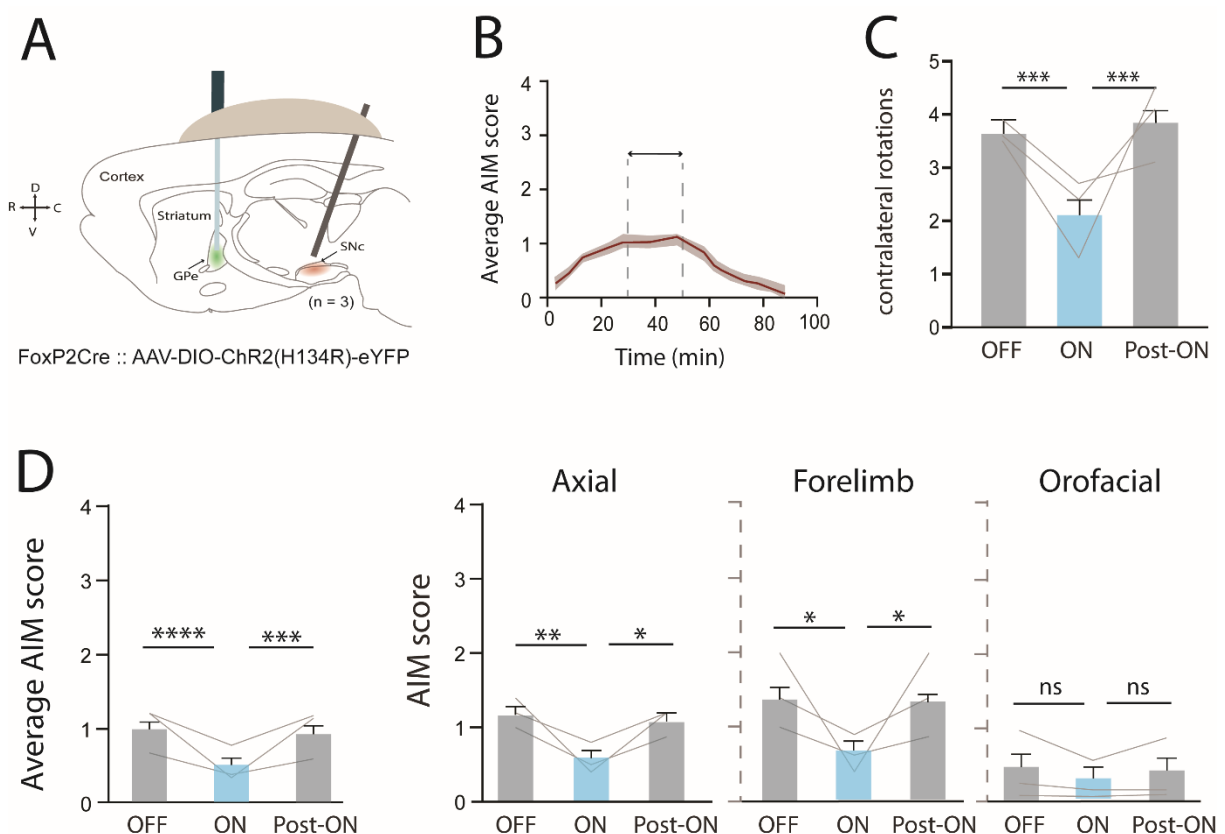 A
Cortex
D
R C
V
Striatum
GPe
SNc
(n = 3)
FoxP2Cre :: AAV-DIO-ChR2(H134R)-eYFP
B
Average AIM score
4
3
2
1
0
0 20 40 60 80 100
Time (min)
C
contralateral rotations
5
4
3
2
1
0
*** ***
OFF ON Post-ON
D
Average AIM score
4
3
2
1
0
**** ***
OFF ON Post-ON
AIM score
4
3
2
1
0
Axial
** *
OFF ON Post-ON
Forelimb
* *
OFF ON Post-ON
Orofacial
ns ns
OFF ON Post-ON